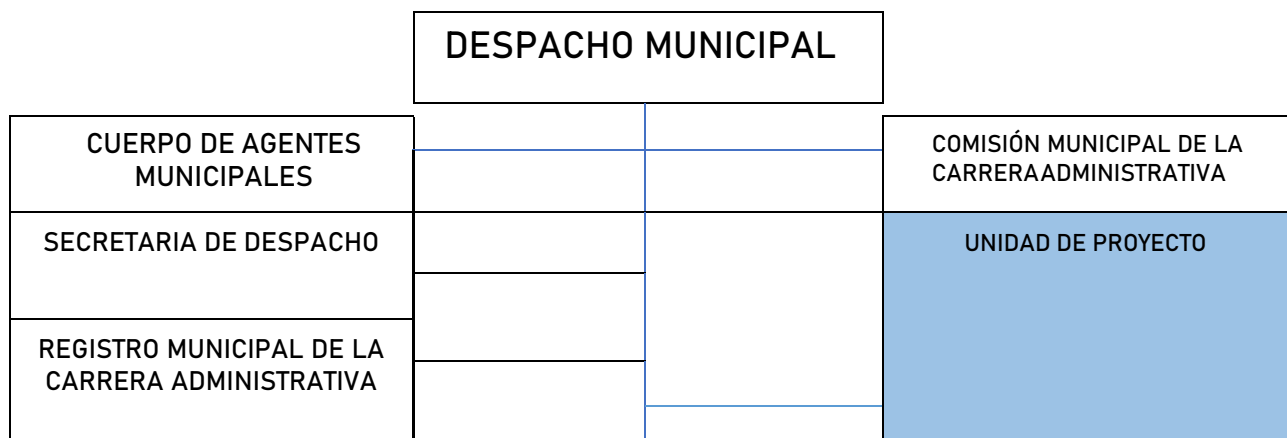 DESPACHO MUNICIPAL
CUERPO DE AGENTES
MUNICIPALES
COMISIÓN MUNICIPAL DE LA
CARRERAADMINISTRATIVA
SECRETARIA DE DESPACHO
UNIDAD DE PROYECTO
REGISTRO MUNICIPAL DE LA
CARRERA ADMINISTRATIVA